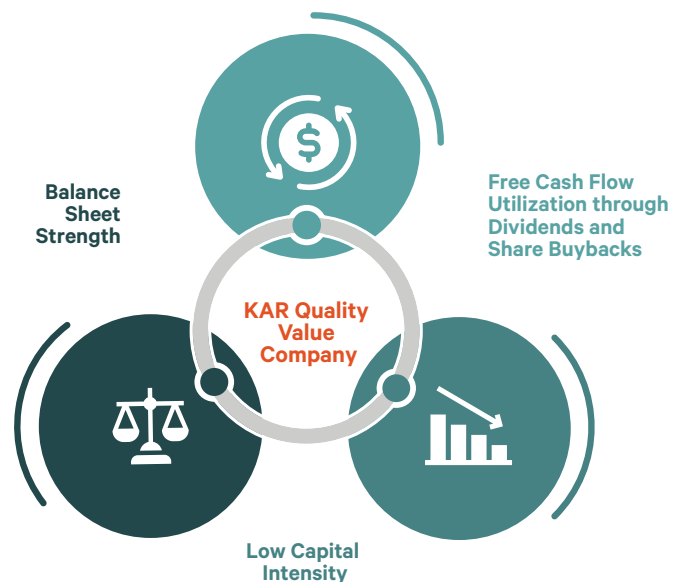 $
Balance
Sheet
Strength
Free Cash Flow
Utilization through
Dividends and
Share Buybacks
KAR Quality
Value
Company
Low Capital
Intensity